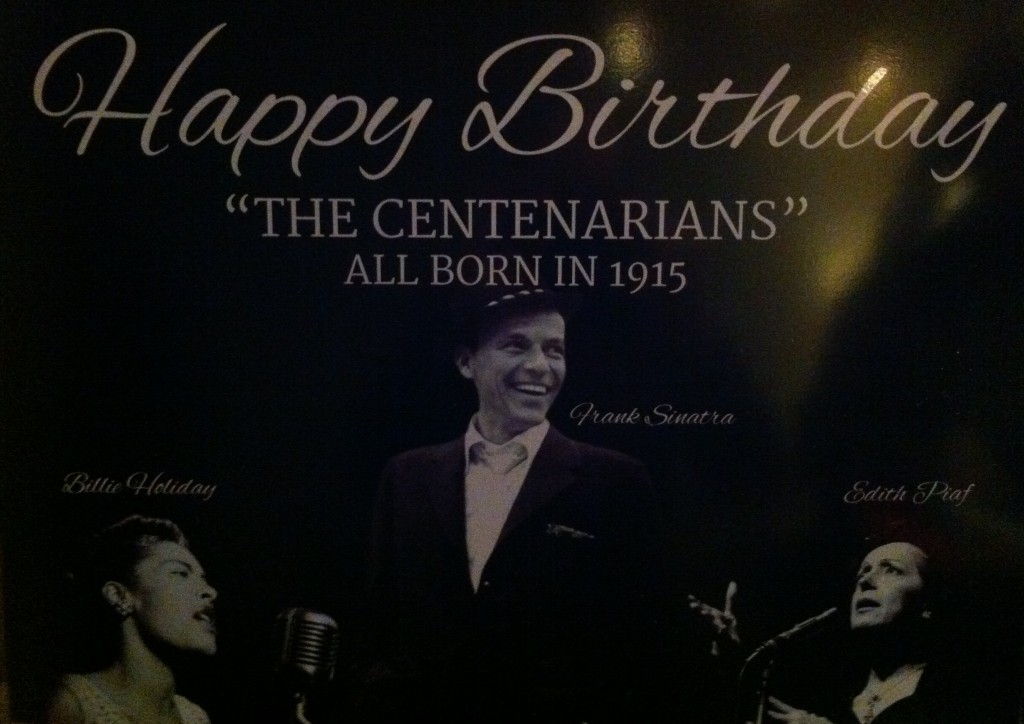 Happy Birthday
“THE CENTENARIANS”
ALL BORN IN 1915
Frank Sinatra
Billie Holiday
Edith Piaf